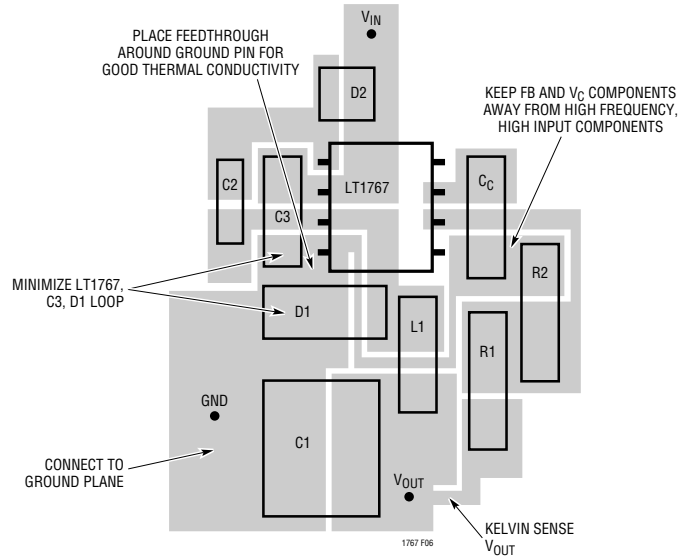 PLACE FEEDTHROUGH
AROUND GROUND PIN FOR
GOOD THERMAL CONDUCTIVITY
VIN
D2
KEEP FB AND VC COMPONENTS
AWAY FROM HIGH FREQUENCY,
HIGH INPUT COMPONENTS
C2
C3
LT1767
CC
R2
MINIMIZE LT1767,
C3, D1 LOOP
D1
L1
R1
GND
C1
CONNECT TO
GROUND PLANE
VOUT
KELVIN SENSE
VOUT
1767 F06